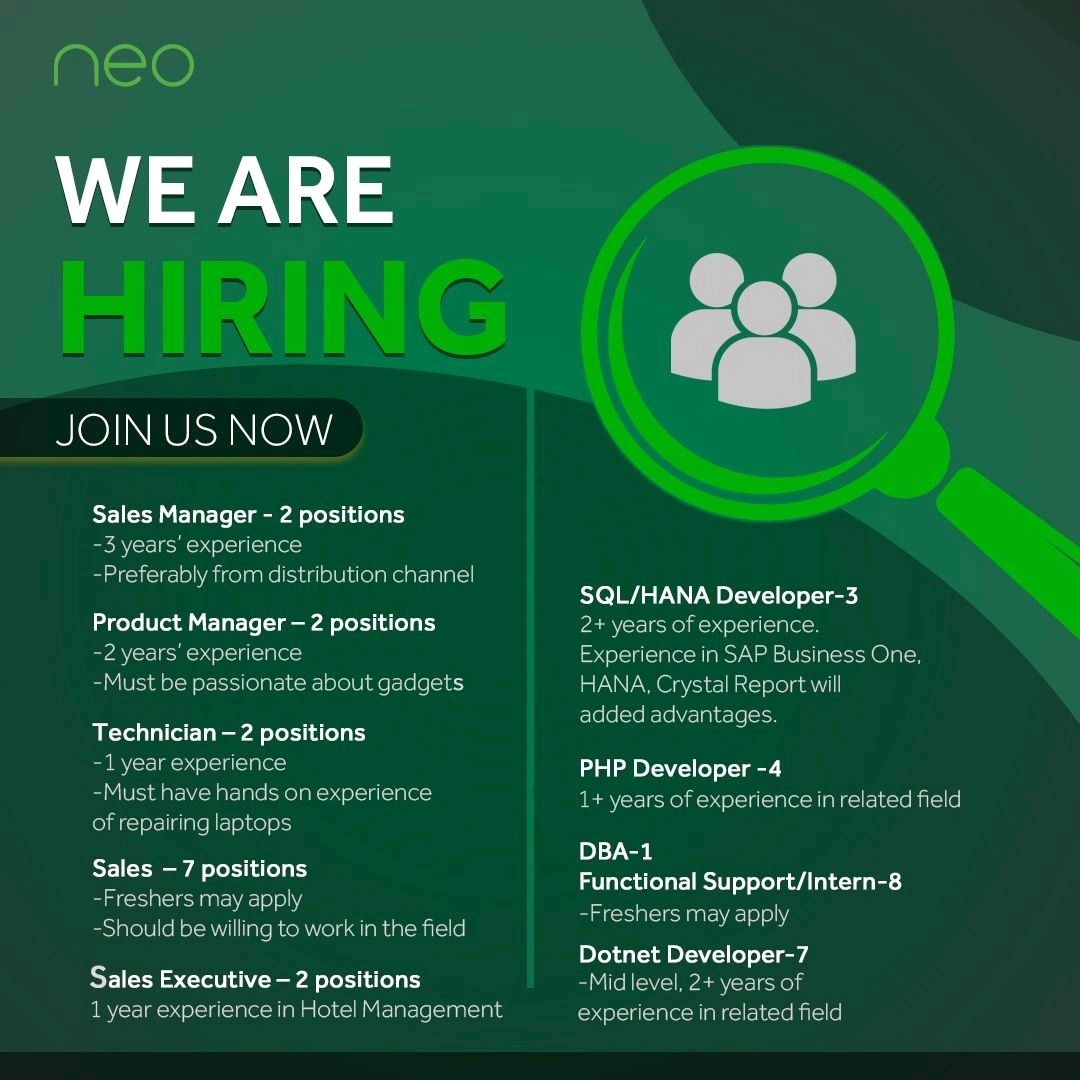 neo
WE ARE
HIRING
JOIN US NOW
Sales Manager - 2 positions
-3 years' experience
-Preferably from distribution channel
Product Manager – 2 positions
-2 years' experience
-Must be passionate about gadgets
Technician – 2 positions
-1 year experience
-Must have hands on experience
of repairing laptops
Sales – 7 positions
-Freshers may apply
-Should be willing to work in the field
Sales Executive – 2 positions
1 year experience in Hotel Management
SQL/HANA Developer-3
2+ years of experience.
Experience in SAP Business One,
HANA, Crystal Report will
added advantages.
PHP Developer -4
1+ years of experience in related field
DBA-1
Functional Support/Intern-8
-Freshers may apply
Dotnet Developer-7
-Mid level, 2+ years of
experience in related field